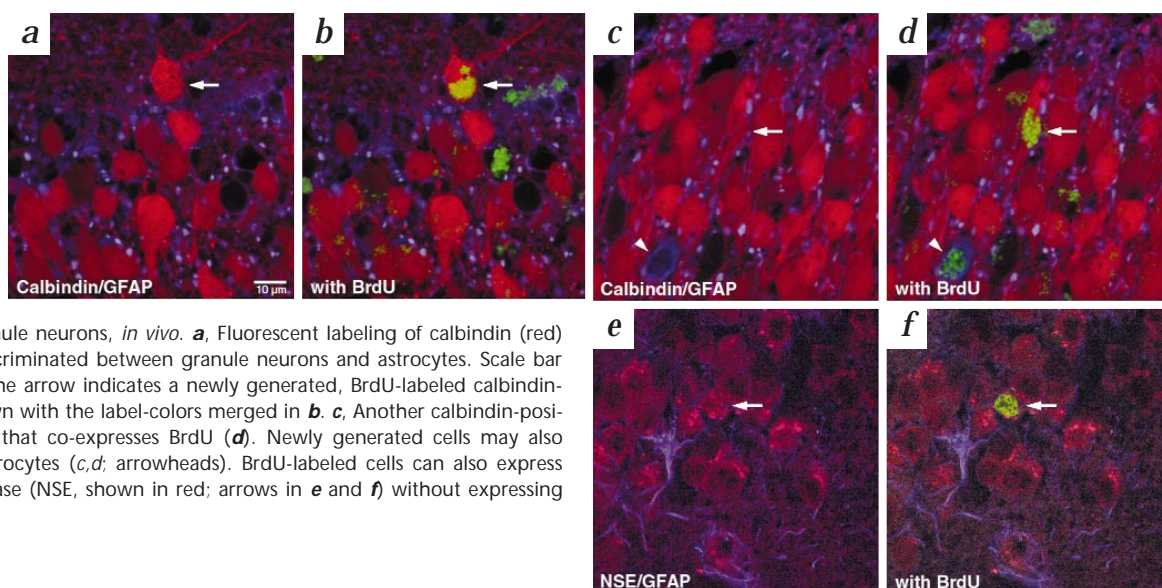 a
b
c
d
Calbindin/GFAP
10 µm
with BrdU
Calbindin/GFAP
with BrdU
nule neurons, in vivo. a, Fluorescent labeling of calbindin (red)
criminated between granule neurons and astrocytes. Scale bar
arrow indicates a newly generated, BrdU-labeled calbindin-
with the label-colors merged in b. c, Another calbindin-posi-
that co-expresses BrdU (d). Newly generated cells may also
rocytes (c,d; arrowheads). BrdU-labeled cells can also express
ase (NSE, shown in red; arrows in e and f) without expressing
e
f
NSE/GFAP
with BrdU